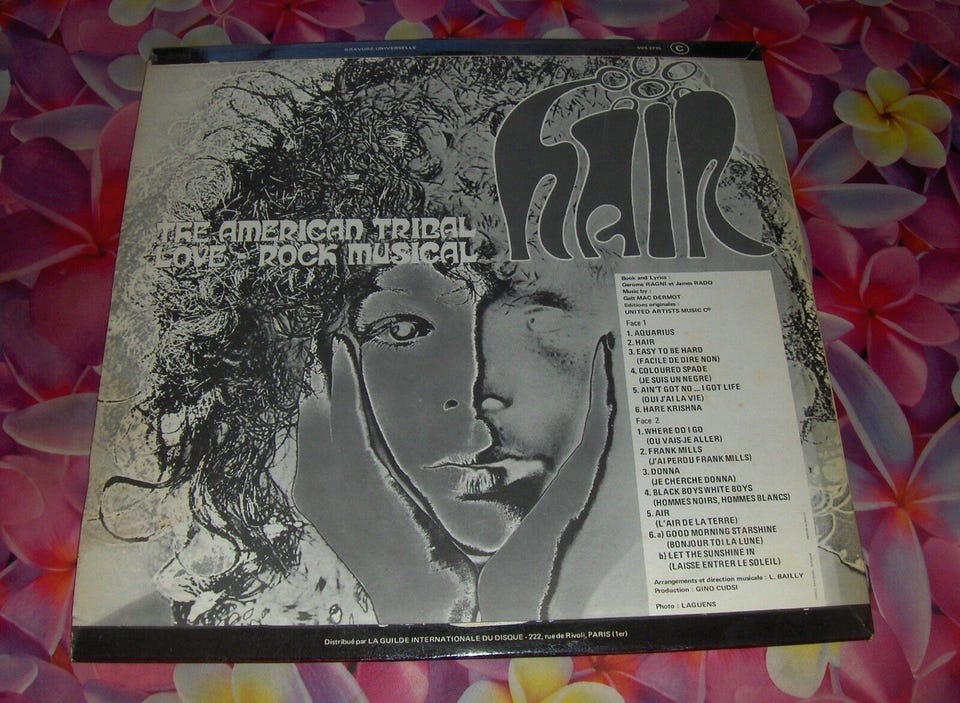 GRAVURE UNIVERSELLE
SVS 2716 C
hair
THE AMERICAN TRIBAL
LOVE - ROCK MUSICAL
Book and Lyrics :
Gerome RAGNI et James RADO
Music by :
Galt MAC DERMOT
Editions originales :
UNITED ARTISTS MUSIC Cº
Face 1
1. AQUARIUS
2. HAIR
3. EASY TO BE HARD
(FACILE DE DIRE NON)
4. COLOURED SPADE
(JE SUIS UN NEGRE)
5. AIN'T GOT NO ... I GOT LIFE
(OUI J'AI LA VIE)
6. HARE KRISHNA
Face 2
1. WHERE DO I GO
(OU VAIS-JE ALLER)
2. FRANK MILLS
(J'AI PERDU FRANK MILLS)
3. DONNA
(JE CHERCHE DONNA)
4. BLACK BOYS WHITE BOYS
(HOMMES NOIRS, HOMMES BLANCS)
5. AIR
(L'AIR DE LA TERRE)
6. a) GOOD MORNING STARSHINE
(BONJOUR TOI LA LUNE)
b) LET THE SUNSHINE IN
(LAISSE ENTRER LE SOLEIL)
Arrangements et direction musicale : L. BAILLY
Production : GINO CUDSI
Photo : LAGUENS
Distribué par LA GUILDE INTERNATIONALE DU DISQUE - 222, rue de Rivoli, PARIS (1er)